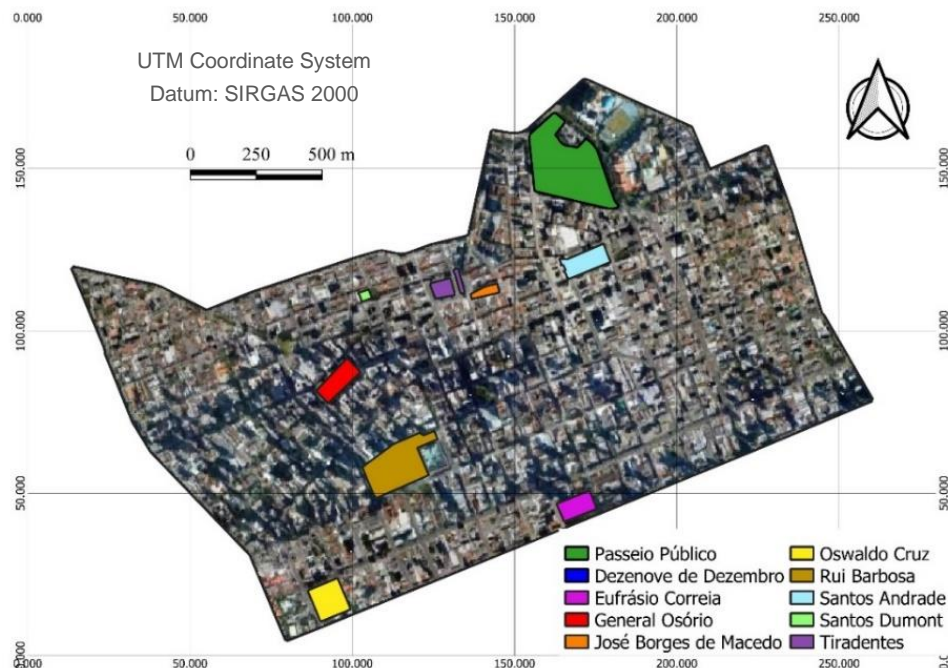 0.000 50.000 100.000 150.000 200.000 250.000
UTM Coordinate System
Datum: SIRGAS 2000
0 250 500 m
150.000 150.000
100.000 100.000
50.000 50.000
Passeio Público
Dezenove de Dezembro
Eufrásio Correia
General Osório
José Borges de Macedo
Oswaldo Cruz
Rui Barbosa
Santos Andrade
Santos Dumont
Tiradentes
50.000 100.000 150.000 200.000 250.000